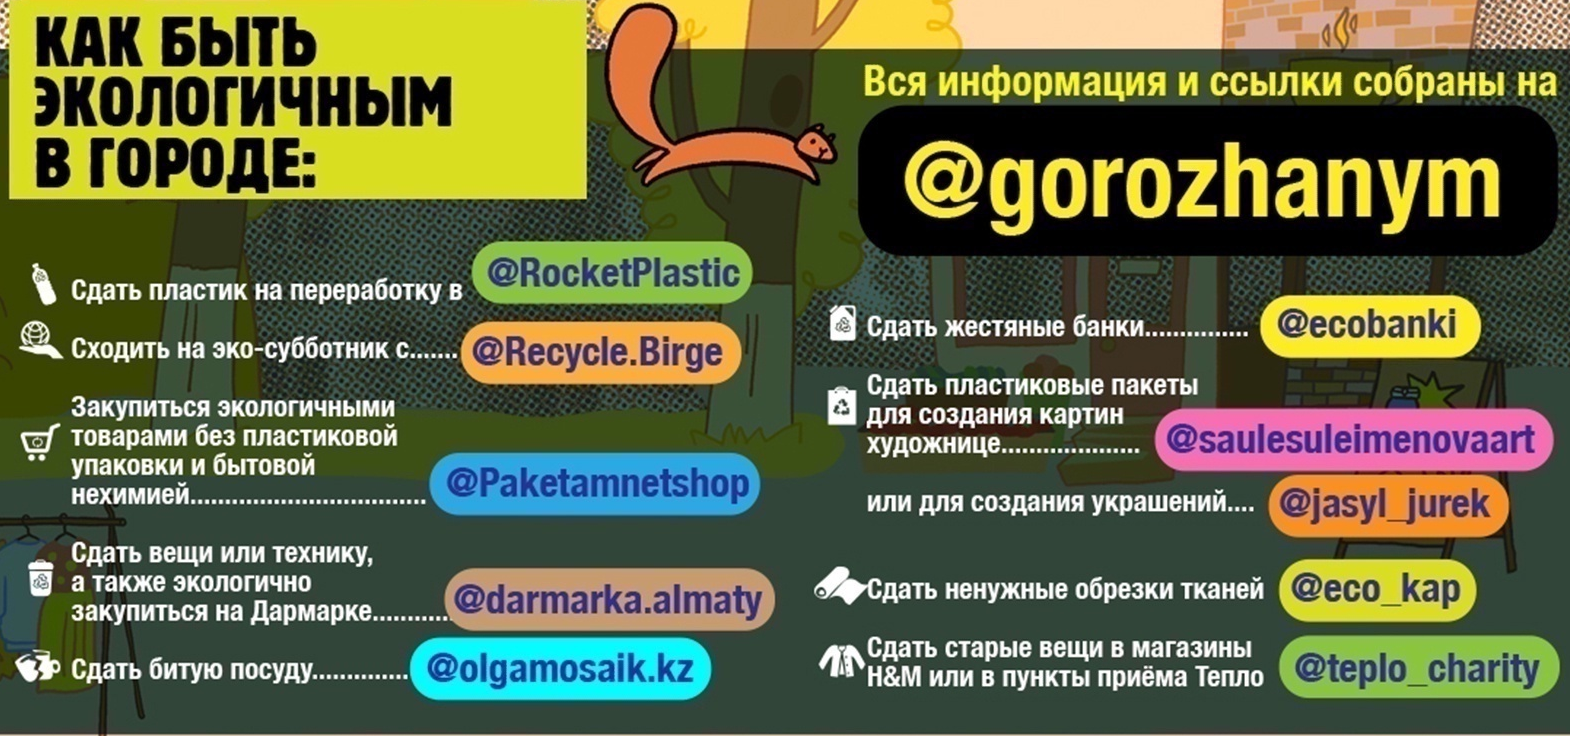 КАК БЫТЬ
ЭКОЛОГИЧНЫМ
В ГОРОДЕ:
Вся информация и ссылки собраны на
@gorozhanym
Сдать пластик на переработку в @RocketPlastic
Сходить на эко-субботник с....... @Recycle.Birge
Закупиться экологичными
товарами без пластиковой
упаковки и бытовой
нехимией.................................. @Paketamnetshop
Сдать вещи или технику,
а также экологично
закупиться на Дармарке............ @darmarka.almaty
Сдать битую посуду.............. @olgamosaik.kz
Сдать жестяные банки............... @ecobanki
Сдать пластиковые пакеты
для создания картин
художнице.................... @saulesuleimenovaart
или для создания украшений.... @jasyl_jurek
Сдать ненужные обрезки тканей @eco_kap
Сдать старые вещи в магазины
H&M или в пункты приёма Тепло @teplo_charity